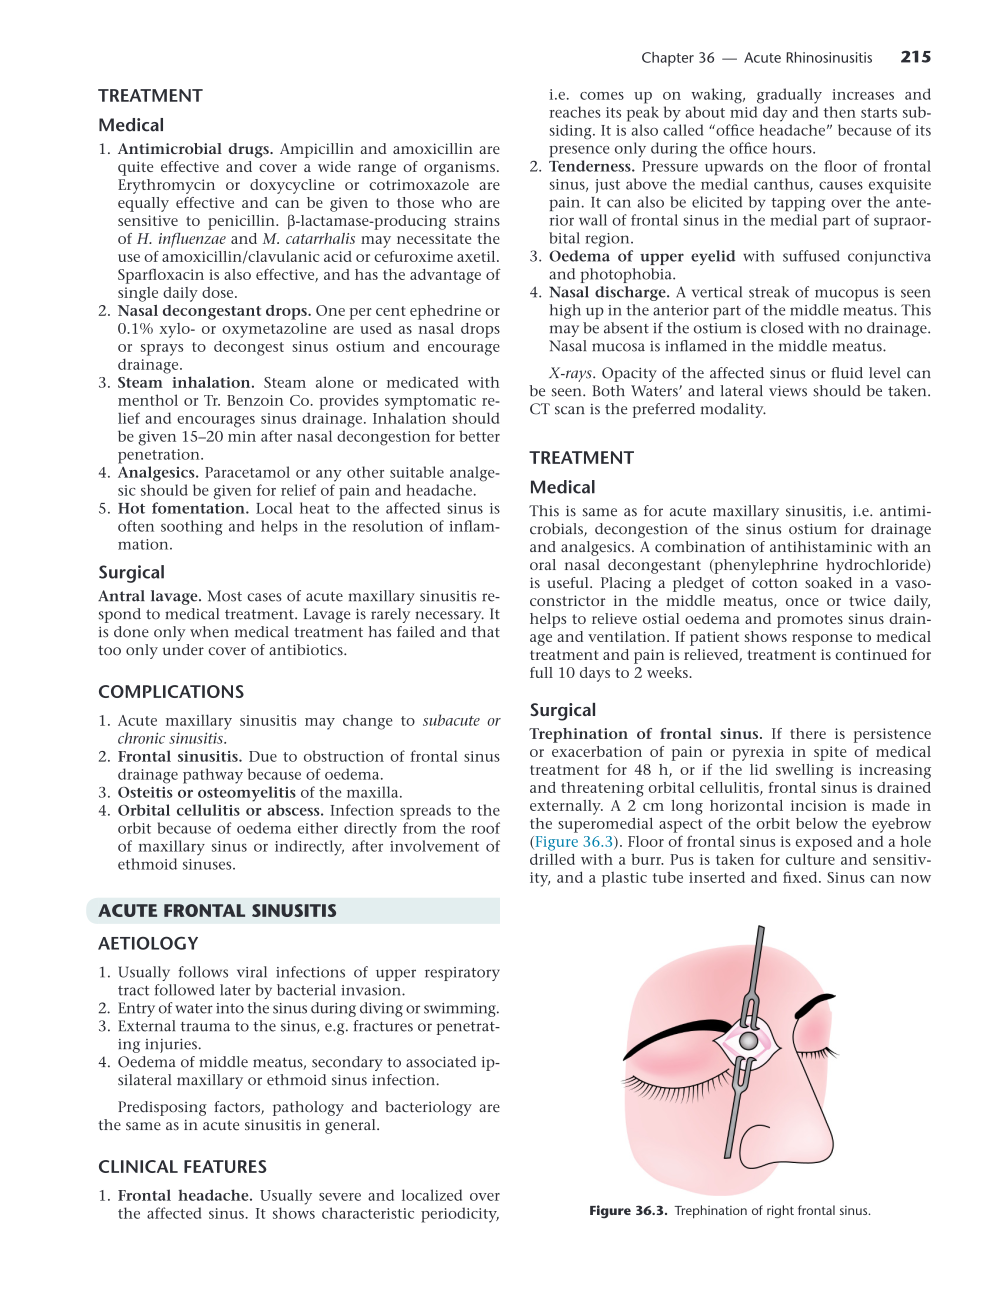 Chapter 36 — Acute Rhinosinusitis 215
TREATMENT
Medical
1. Antimicrobial drugs. Ampicillin and amoxicillin are
quite effective and cover a wide range of organisms.
Erythromycin or doxycycline or cotrimoxazole are
equally effective and can be given to those who are
sensitive to penicillin. β-lactamase-producing strains
of H. influenzae and M. catarrhalis may necessitate the
use of amoxicillin/clavulanic acid or cefuroxime axetil.
Sparfloxacin is also effective, and has the advantage of
single daily dose.
2. Nasal decongestant drops. One per cent ephedrine or
0.1% xylo- or oxymetazoline are used as nasal drops
or sprays to decongest sinus ostium and encourage
drainage.
3. Steam inhalation. Steam alone or medicated with
menthol or Tr. Benzoin Co. provides symptomatic re-
lief and encourages sinus drainage. Inhalation should
be given 15–20 min after nasal decongestion for better
penetration.
4. Analgesics. Paracetamol or any other suitable analge-
sic should be given for relief of pain and headache.
5. Hot fomentation. Local heat to the affected sinus is
often soothing and helps in the resolution of inflam-
mation.
Surgical
Antral lavage. Most cases of acute maxillary sinusitis re-
spond to medical treatment. Lavage is rarely necessary. It
is done only when medical treatment has failed and that
too only under cover of antibiotics.
COMPLICATIONS
1. Acute maxillary sinusitis may change to subacute or
chronic sinusitis.
2. Frontal sinusitis. Due to obstruction of frontal sinus
drainage pathway because of oedema.
3. Osteitis or osteomyelitis of the maxilla.
4. Orbital cellulitis or abscess. Infection spreads to the
orbit because of oedema either directly from the roof
of maxillary sinus or indirectly, after involvement of
ethmoid sinuses.
ACUTE FRONTAL SINUSITIS
AETIOLOGY
1. Usually follows viral infections of upper respiratory
tract followed later by bacterial invasion.
2. Entry of water into the sinus during diving or swimming.
3. External trauma to the sinus, e.g. fractures or penetrat-
ing injuries.
4. Oedema of middle meatus, secondary to associated ip-
silateral maxillary or ethmoid sinus infection.
Predisposing factors, pathology and bacteriology are
the same as in acute sinusitis in general.
CLINICAL FEATURES
1. Frontal headache. Usually severe and localized over
the affected sinus. It shows characteristic periodicity,
i.e. comes up on waking, gradually increases and
reaches its peak by about mid day and then starts sub-
siding. It is also called “office headache” because of its
presence only during the office hours.
2. Tenderness. Pressure upwards on the floor of frontal
sinus, just above the medial canthus, causes exquisite
pain. It can also be elicited by tapping over the ante-
rior wall of frontal sinus in the medial part of supraor-
bital region.
3. Oedema of upper eyelid with suffused conjunctiva
and photophobia.
4. Nasal discharge. A vertical streak of mucopus is seen
high up in the anterior part of the middle meatus. This
may be absent if the ostium is closed with no drainage.
Nasal mucosa is inflamed in the middle meatus.
X-rays. Opacity of the affected sinus or fluid level can
be seen. Both Waters’ and lateral views should be taken.
CT scan is the preferred modality.
TREATMENT
Medical
This is same as for acute maxillary sinusitis, i.e. antimi-
crobials, decongestion of the sinus ostium for drainage
and analgesics. A combination of antihistaminic with an
oral nasal decongestant (phenylephrine hydrochloride)
is useful. Placing a pledget of cotton soaked in a vaso-
constrictor in the middle meatus, once or twice daily,
helps to relieve ostial oedema and promotes sinus drain-
age and ventilation. If patient shows response to medical
treatment and pain is relieved, treatment is continued for
full 10 days to 2 weeks.
Surgical
Trephination of frontal sinus. If there is persistence
or exacerbation of pain or pyrexia in spite of medical
treatment for 48 h, or if the lid swelling is increasing
and threatening orbital cellulitis, frontal sinus is drained
externally. A 2 cm long horizontal incision is made in
the superomedial aspect of the orbit below the eyebrow
(Figure 36.3). Floor of frontal sinus is exposed and a hole
drilled with a burr. Pus is taken for culture and sensitiv-
ity, and a plastic tube inserted and fixed. Sinus can now
Figure 36.3. Trephination of right frontal sinus.